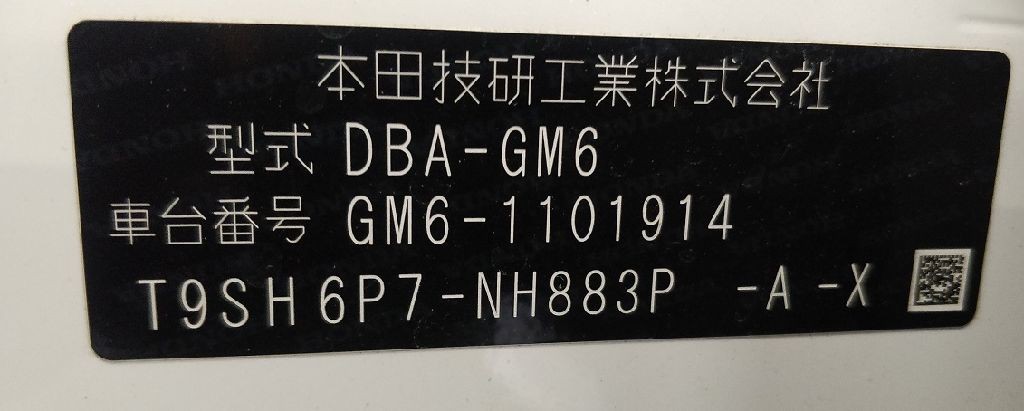 本田技研工業株式会社
型式 DBA-GM6
車台番号 GM6-1101914
T9SH6P7-NH883P -A-X